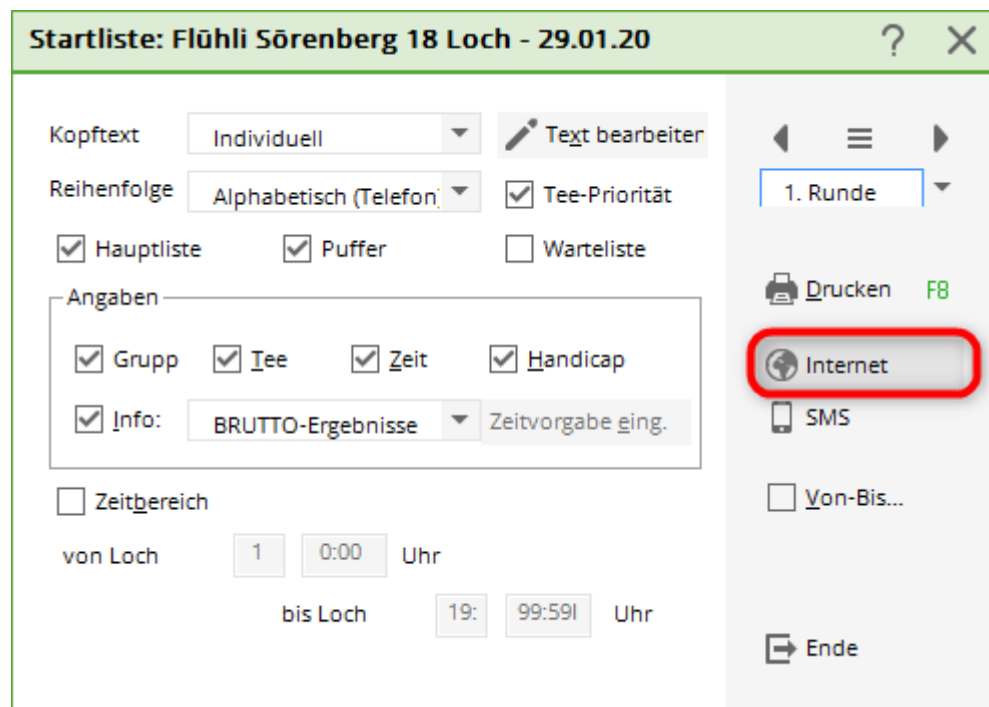 Startliste: Flühli Sörenberg 18 Loch - 29.01.20 ?
Kopftext Individuell Text bearbeiten
Reihenfolge Alphabetisch (Telefon) Tee-Priorität
Hauptliste Puffer Warteliste
Angaben
Grupp Tee Zeit Handicap
Info: BRUTTO-Ergebnisse Zeitvorgabe eing.
Zeitbereich
von Loch 1 0:00 Uhr
bis Loch 19: 99:59I Uhr
1. Runde
Drucken F8
Internet
SMS
Von-Bis...
Ende